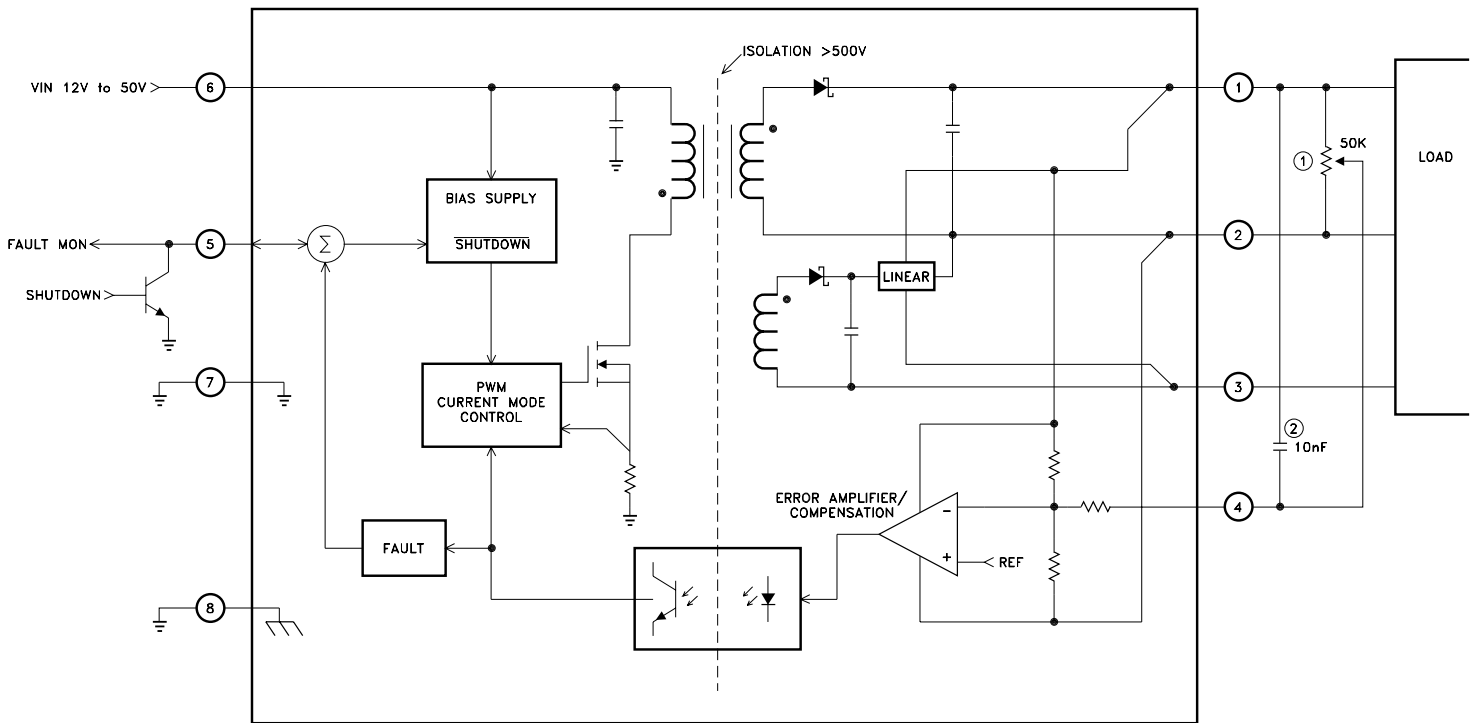 ISOLATION >500V
VIN 12V to 50V
6
1
50K
1
LOAD
BIAS SUPPLY
SHUTDOWN
FAULT MON
5
Σ
2
SHUTDOWN
LINEAR
7
PWM
CURRENT MODE
CONTROL
3
2
10nF
ERROR AMPLIFIER/
COMPENSATION
-
4
FAULT
+
REF
8